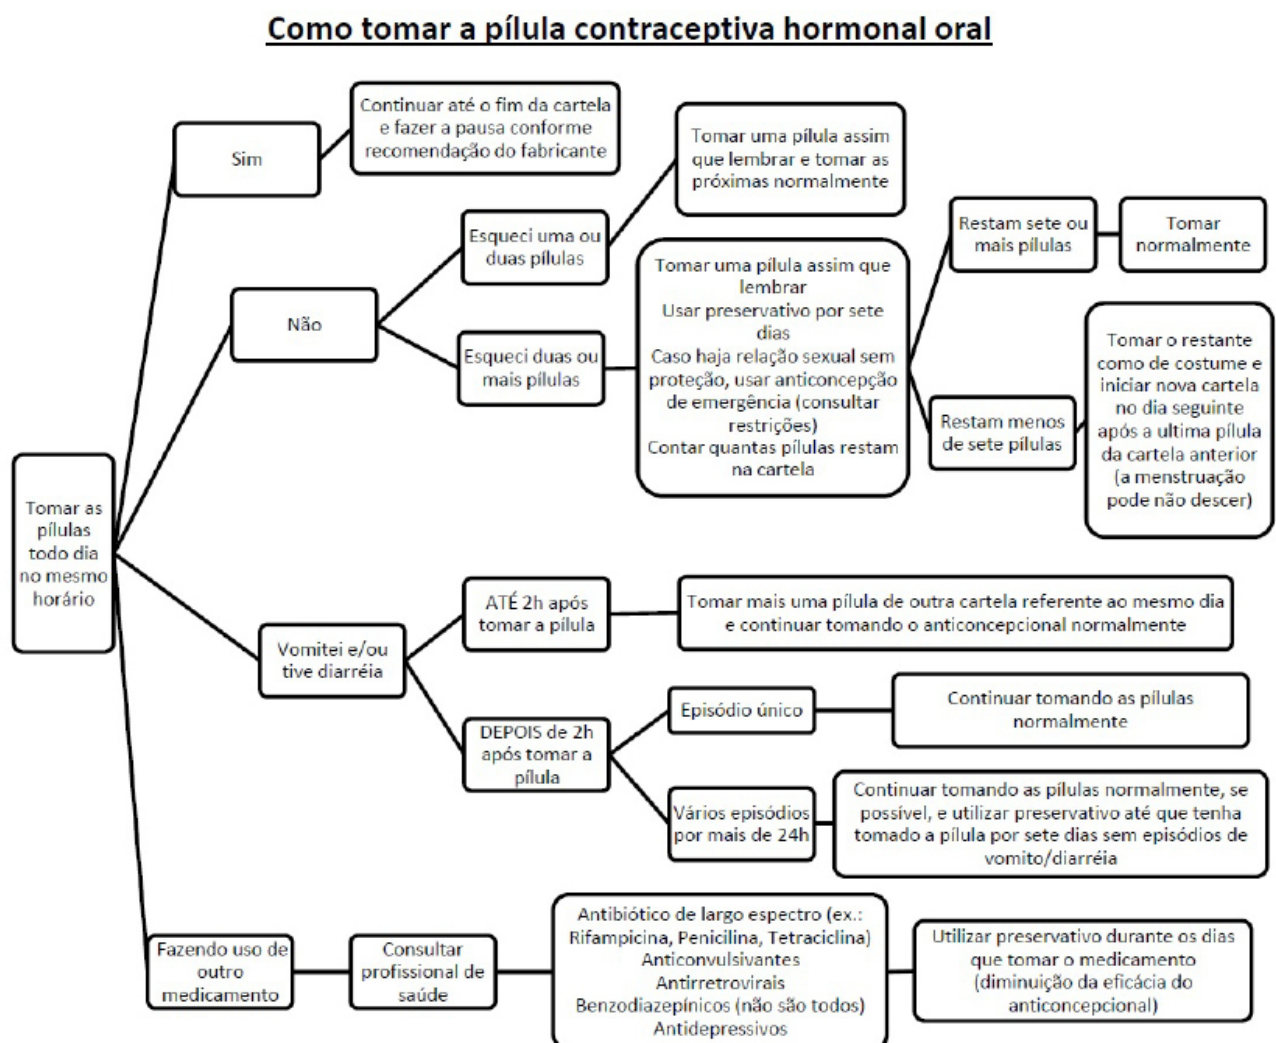 Como tomar a pílula contraceptiva hormonal oral
Tomar as
pílulas
todo dia
no mesmo
horário
Sim
Continuar até o fim da cartela
e fazer a pausa conforme
recomendação do fabricante
Não
Esqueci uma ou
duas pílulas
Tomar uma pílula assim
que lembrar e tomar as
próximas normalmente
Esqueci duas ou
mais pílulas
Tomar uma pílula assim que
lembrar
Usar preservativo por sete
dias
Caso haja relação sexual sem
proteção, usar anticoncepção
de emergência (consultar
restrições)
Contar quantas pílulas restam
na cartela
Restam sete ou
mais pílulas
Tomar
normalmente
Restam menos
de sete pílulas
Tomar o restante
como de costume e
iniciar nova cartela
no dia seguinte
após a ultima pílula
da cartela anterior
(a menstruação
pode não descer)
Vomitei e/ou
tive diarréia
ATÉ 2h após
tomar a pílula
Tomar mais uma pílula de outra cartela referente ao mesmo dia
e continuar tomando o anticoncepcional normalmente
DEPOIS de 2h
após tomar a
pílula
Episódio único
Continuar tomando as pílulas
normalmente
Vários episódios
por mais de 24h
Continuar tomando as pílulas normalmente, se
possível, e utilizar preservativo até que tenha
tomado a pílula por sete dias sem episódios de
vomito/diarréia
Fazendo uso de
outro
medicamento
Consultar
profissional de
saúde
Antibiótico de largo espectro (ex.:
Rifampicina, Penicilina, Tetraciclina)
Anticonvulsivantes
Antirretrovirais
Benzodiazepínicos (não são todos)
Antidepressivos
Utilizar preservativo durante os dias
que tomar o medicamento
(diminuição da eficácia do
anticoncepcional)